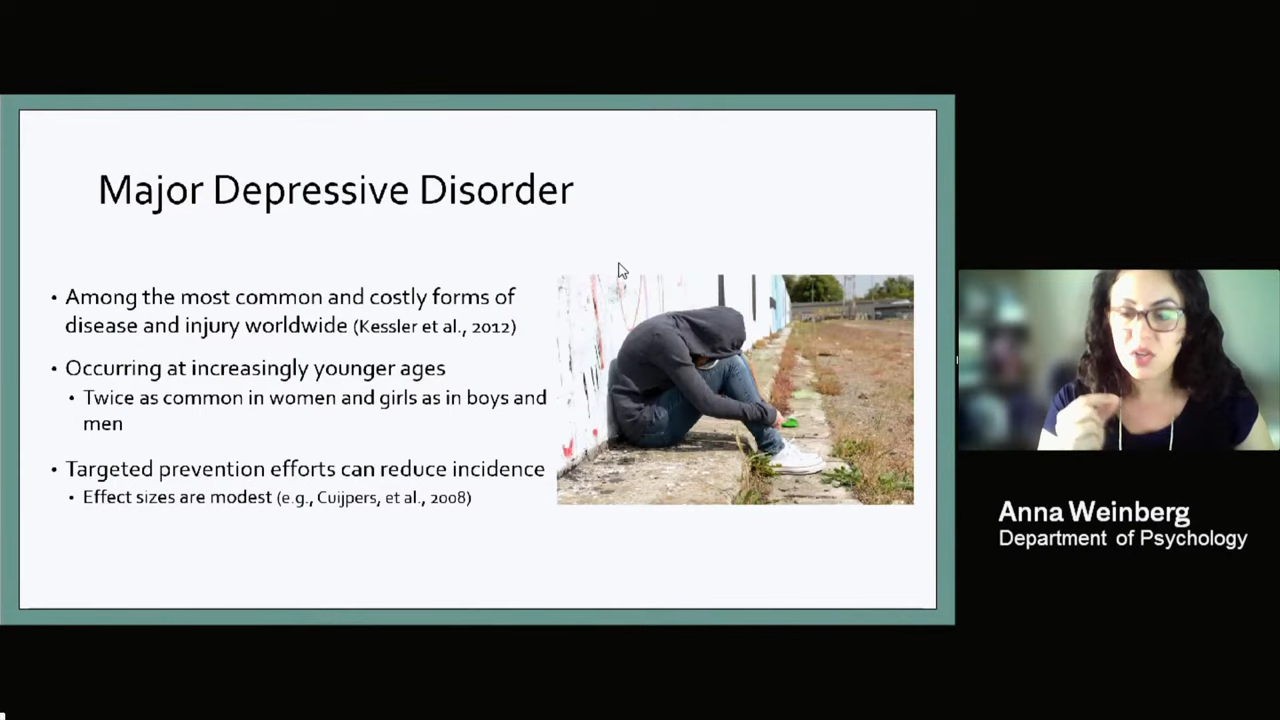 Major Depressive Disorder
• Among the most common and costly forms of
disease and injury worldwide (Kessler et al., 2012)
• Occurring at increasingly younger ages
• Twice as common in women and girls as in boys and
men
• Targeted prevention efforts can reduce incidence
• Effect sizes are modest (e.g., Cuijpers, et al., 2008)
Anna Weinberg
Department of Psychology